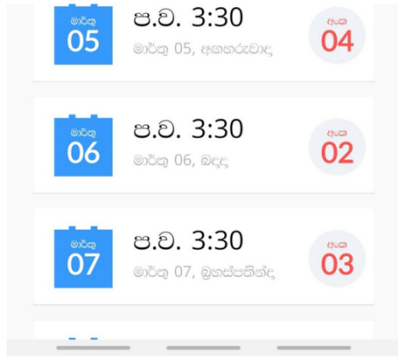 මාර්තු
05
ප.ව. 3:30
මාර්තු 05, අඟහරුවාදා
අංක
04
මාර්තු
06
ප.ව. 3:30
මාර්තු 06, බදාදා
අංක
02
මාර්තු
07
ප.ව. 3:30
මාර්තු 07, බ්‍රහස්පතින්දා
අංක
03